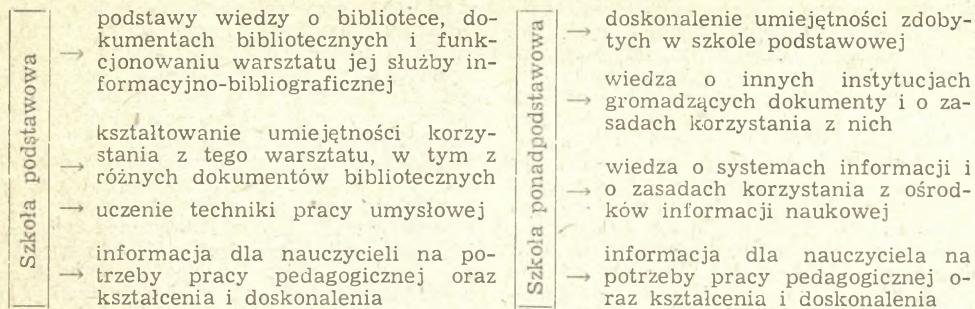 Szkoła podstawowa
→ podstawy wiedzy o bibliotece, do-
kumentach bibliotecznych i funk-
cjonowaniu warsztatu jej służby in-
formacyjno-bibliograficznej
→ kształtowanie umiejętności korzy-
stania z tego warsztatu, w tym z
różnych dokumentów bibliotecznych
→ uczenie techniki pracy umysłowej
→ informacja dla nauczycieli na po-
trzeby pracy pedagogicznej oraz
kształcenia i doskonalenia
Szkoła ponadpodstawowa
→ doskonalenie umiejętności zdoby-
tych w szkole podstawowej
→ wiedza o innych instytucjach
gromadzących dokumenty i o za-
sadach korzystania z nich
→ wiedza o systemach informacji i
o zasadach korzystania z ośrod-
ków informacji naukowej
→ informacja dla nauczyciela na
potrzeby pracy pedagogicznej o-
raz kształcenia i doskonalenia